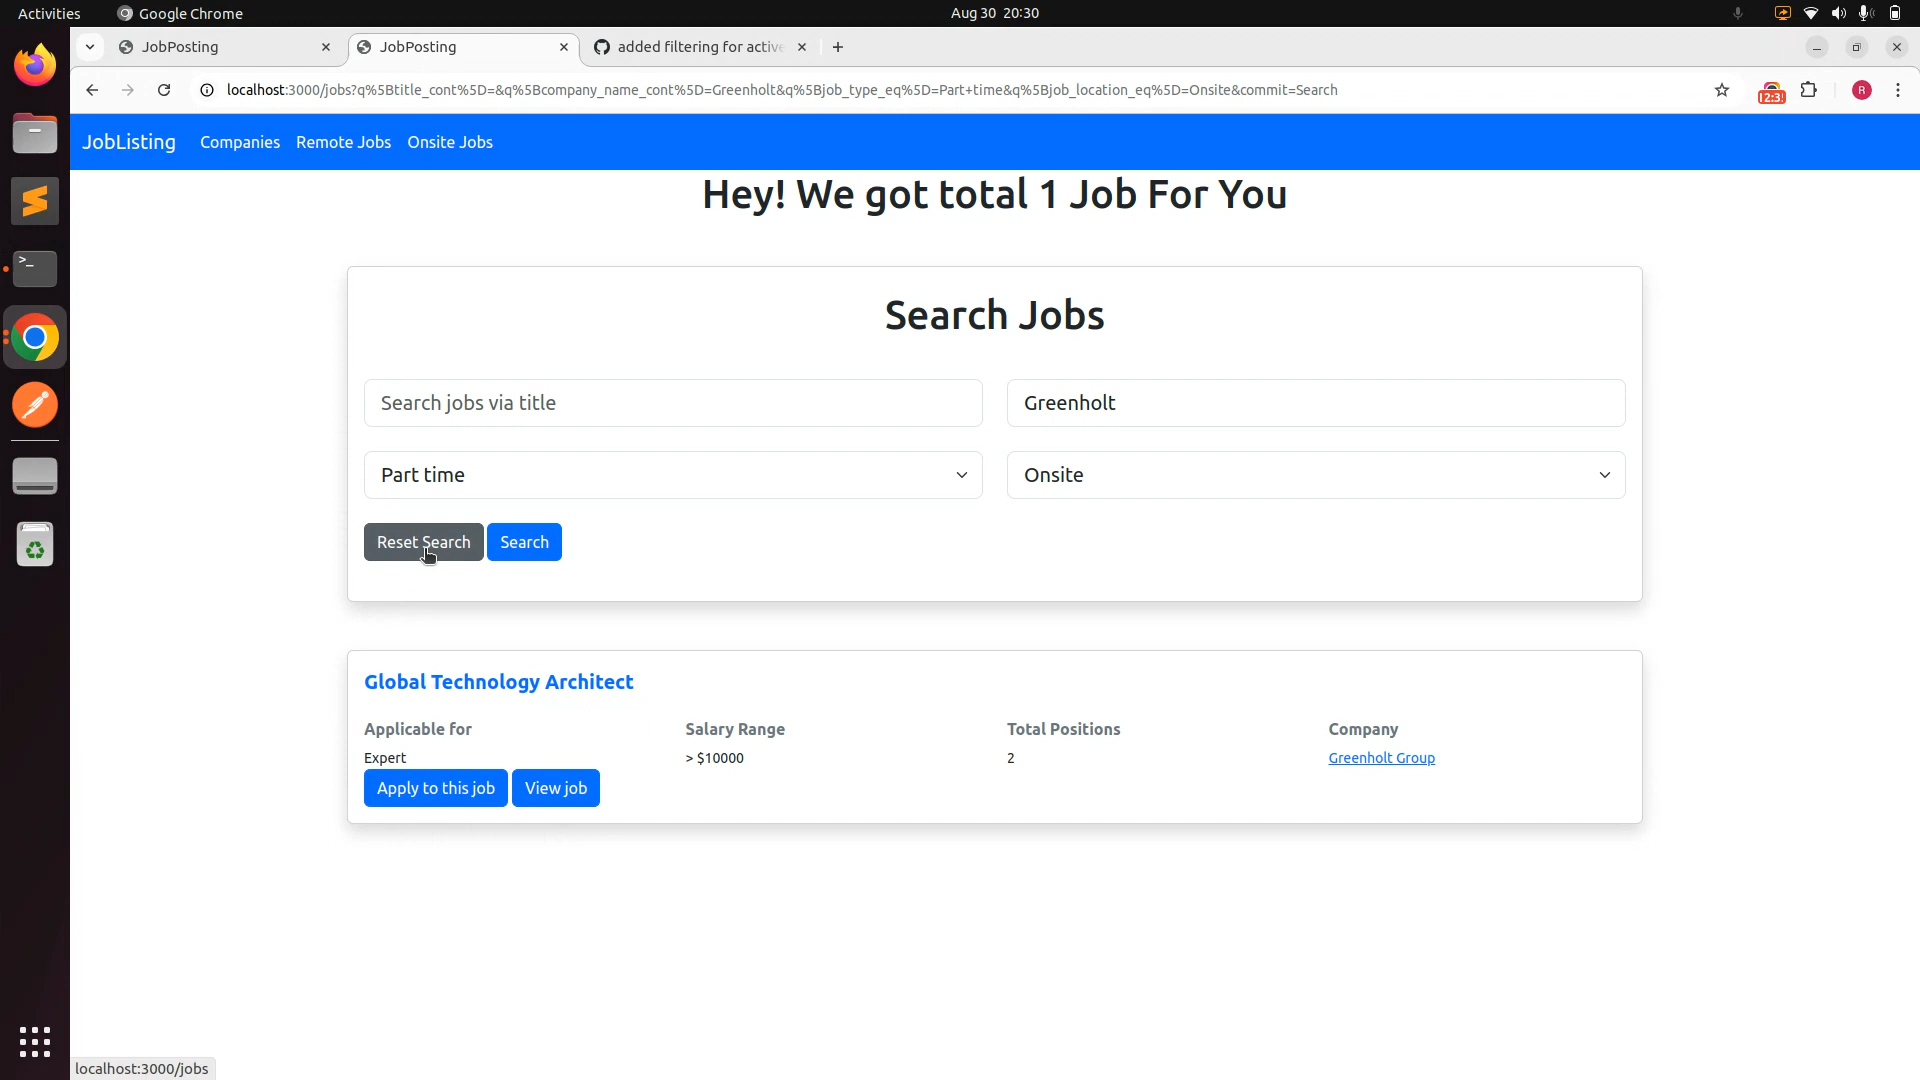 Activities Google Chrome Aug 30 20:30
JobPosting JobPosting added filtering for active
localhost:3000/jobs?q%5Btitle_cont%5D=&q%5Bcompany_name_cont%5D=Greenholt&q%5Bjob_type_eq%5D=Part+time&q%5Bjob_location_eq%5D=Onsite&commit=Search R
JobListing Companies Remote Jobs Onsite Jobs
Hey! We got total 1 Job For You
Search Jobs
Search jobs via title Greenholt
Part time Onsite
Reset Search Search
Global Technology Architect
Applicable for Salary Range Total Positions Company
Expert > $10000 2 Greenholt Group
Apply to this job View job
localhost:3000/jobs